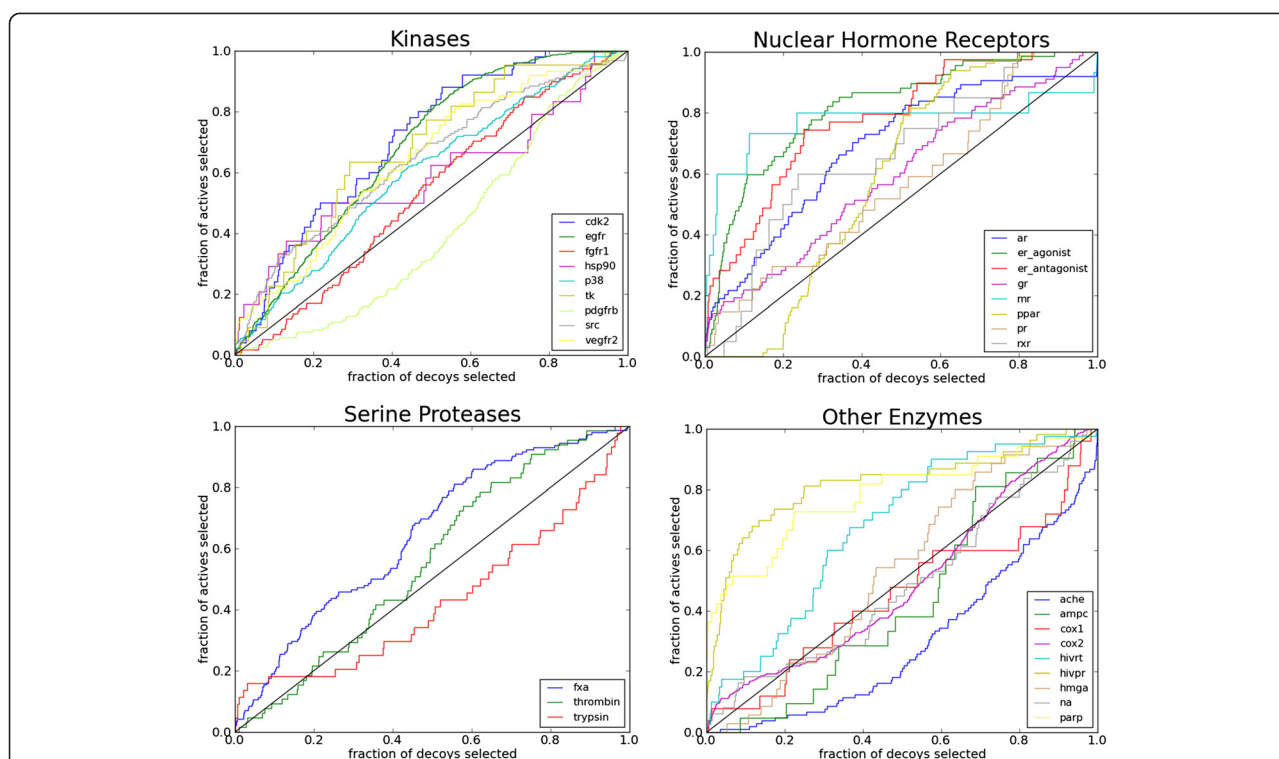 Kinases
1.0
0.8
0.6
0.4
0.2
0.0
0.0 0.2 0.4 0.6 0.8 1.0
fraction of actives selected
fraction of decoys selected
cdk2
egfr
fgfr1
hsp90
p38
tk
pdgfrb
src
vegfr2
Nuclear Hormone Receptors
1.0
0.8
0.6
0.4
0.2
0.0
0.0 0.2 0.4 0.6 0.8 1.0
fraction of actives selected
fraction of decoys selected
ar
er_agonist
er_antagonist
gr
mr
ppar
pr
rxr
Serine Proteases
1.0
0.8
0.6
0.4
0.2
0.0
0.0 0.2 0.4 0.6 0.8 1.0
fraction of actives selected
fraction of decoys selected
fxa
thrombin
trypsin
Other Enzymes
1.0
0.8
0.6
0.4
0.2
0.0
0.0 0.2 0.4 0.6 0.8 1.0
fraction of actives selected
fraction of decoys selected
ache
ampc
cox1
cox2
hivrt
hivpr
hmga
na
parp